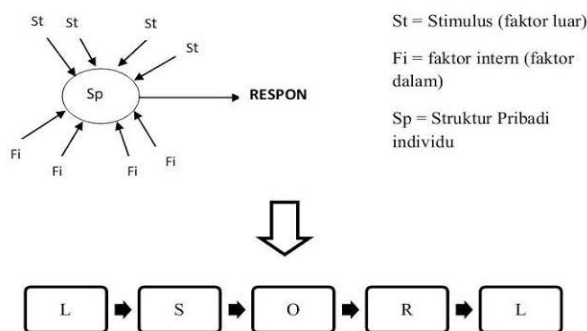 St
St
St
St
Sp
RESPON
Fi
Fi
Fi
Fi
St = Stimulus (faktor luar)
Fi = faktor intern (faktor
dalam)
Sp = Struktur Pribadi
individu
L
S
O
R
L